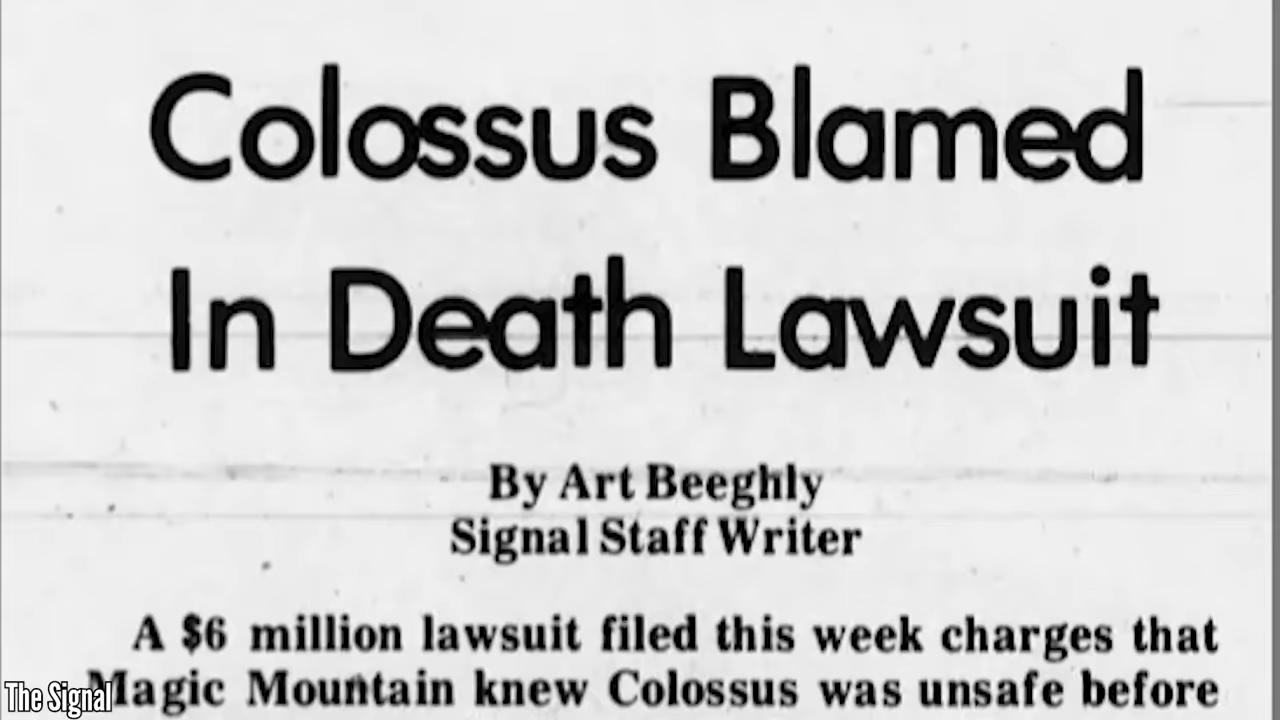 Colossus Blamed
In Death Lawsuit
By Art Beeghly
Signal Staff Writer
A $6 million lawsuit filed this week charges that
Magic Mountain knew Colossus was unsafe before
The Signal